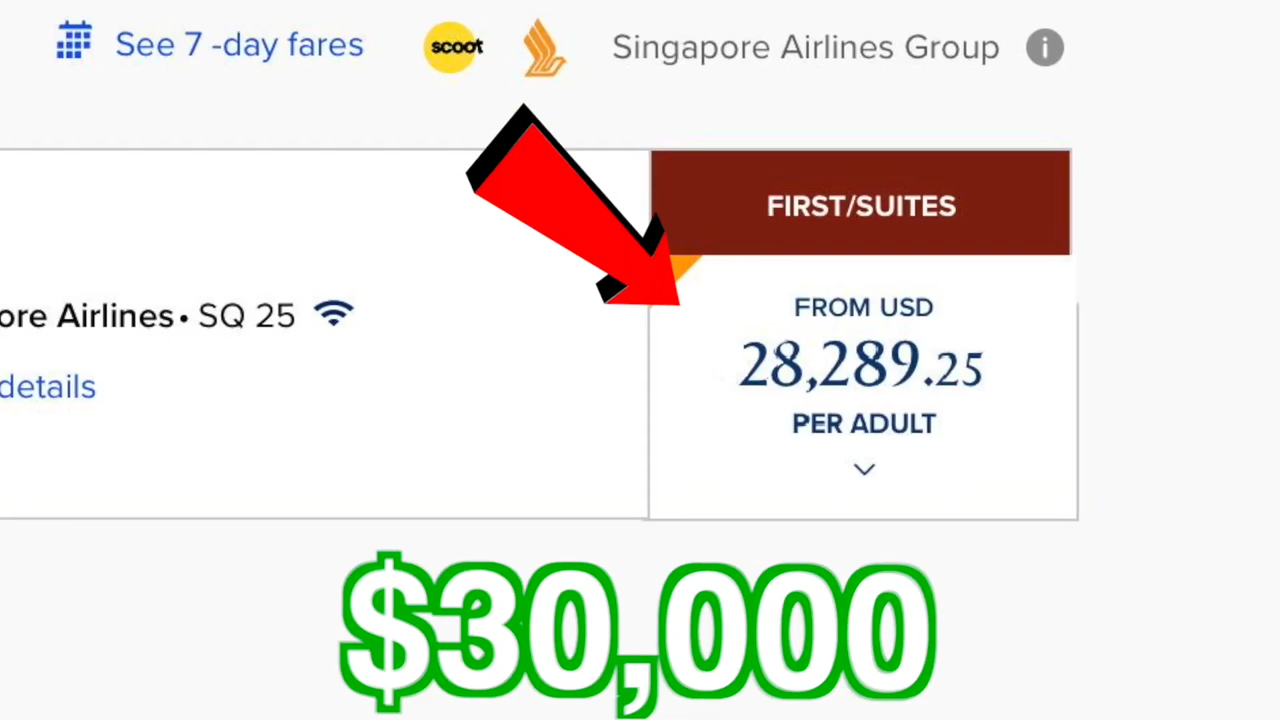 See 7 -day fares
scoot
Singapore Airlines Group
i
FIRST/SUITES
ore Airlines • SQ 25
FROM USD
28,289.25
details
PER ADULT
$30,000